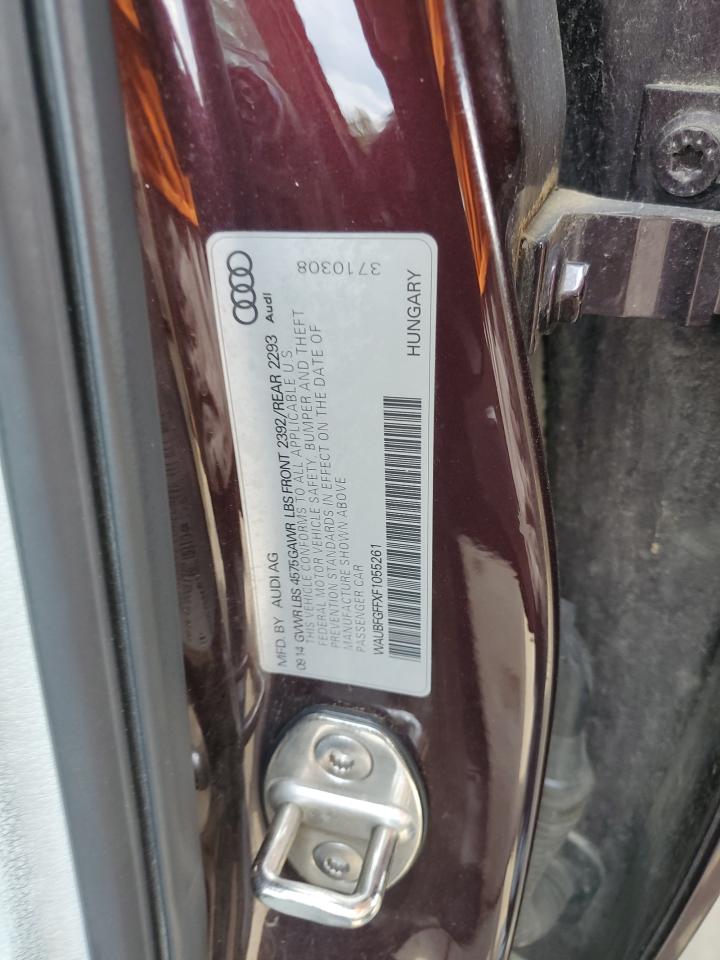 Audi
3710308
MFD. BY AUDI AG
09 14 GVWR LBS 4575 GAWR LBS FRONT 2392/REAR 2293
THIS VEHICLE CONFORMS TO ALL APPLICABLE U S
FEDERAL MOTOR VEHICLE SAFETY, BUMPER AND THEFT
PREVENTION STANDARDS IN EFFECT ON THE DATE OF
MANUFACTURE SHOWN ABOVE
PASSENGER CAR
WAUBFGFFXF1055261
HUNGARY